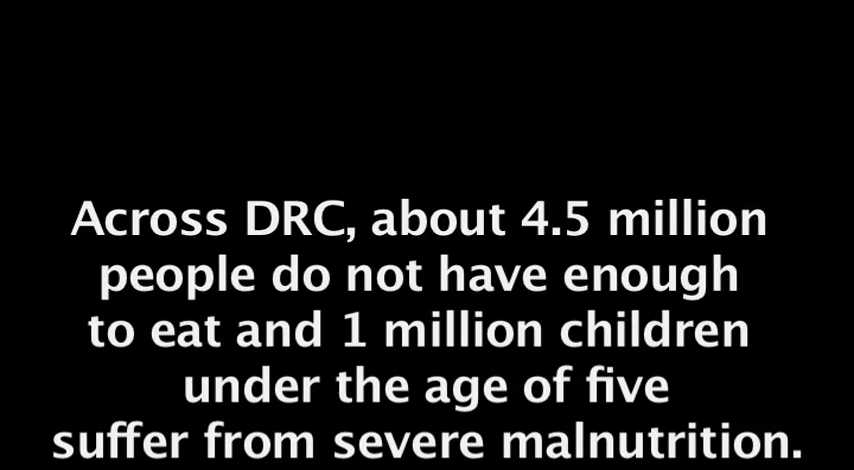 Across DRC, about 4.5 million
people do not have enough
to eat and 1 million children
under the age of five
suffer from severe malnutrition.